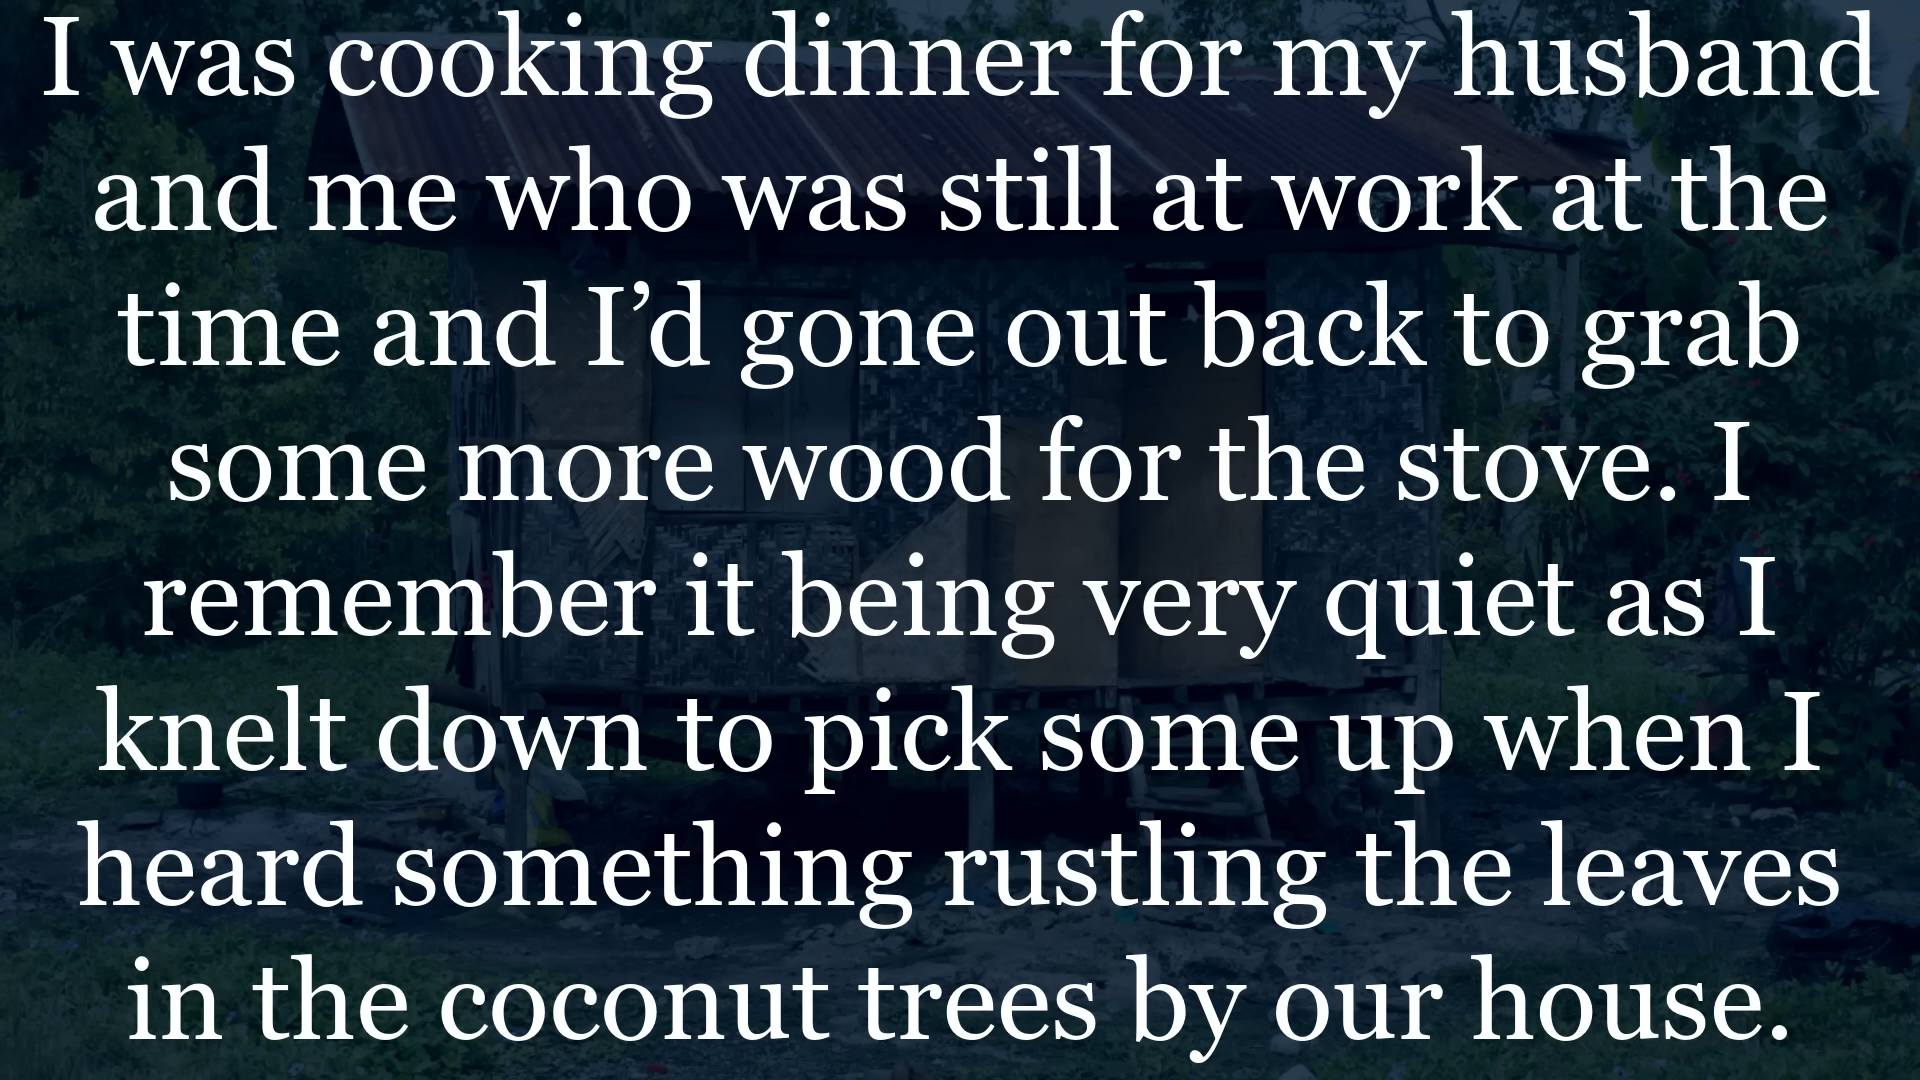 I was cooking dinner for my husband
and me who was still at work at the
time and I’d gone out back to grab
some more wood for the stove. I
remember it being very quiet as I
knelt down to pick some up when I
heard something rustling the leaves
in the coconut trees by our house.